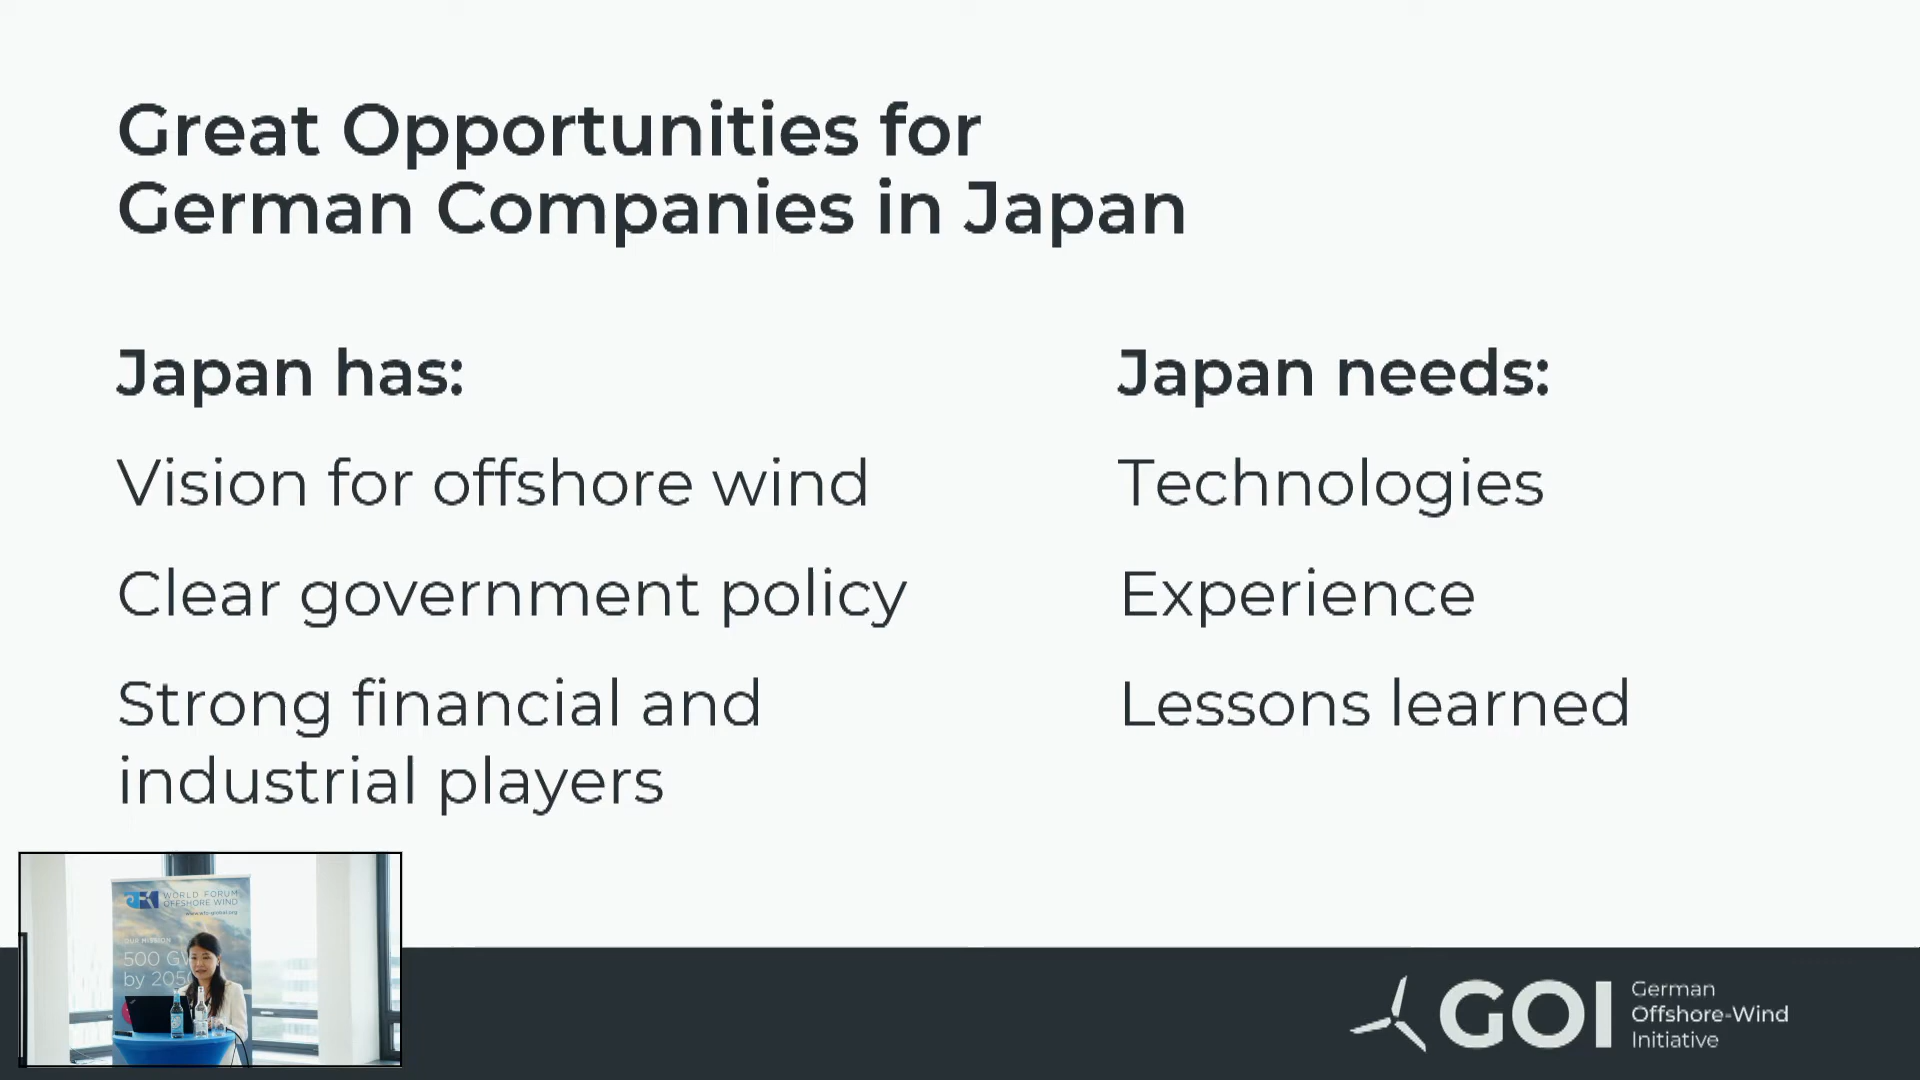 Great Opportunities for
German Companies in Japan
Japan has:
Vision for offshore wind
Clear government policy
Strong financial and
industrial players
Japan needs:
Technologies
Experience
Lessons learned
WORLD FORUM
OFFSHORE WIND
OUR MISSION
500 GW
by 2050
GOI
German
Offshore-Wind
Initiative